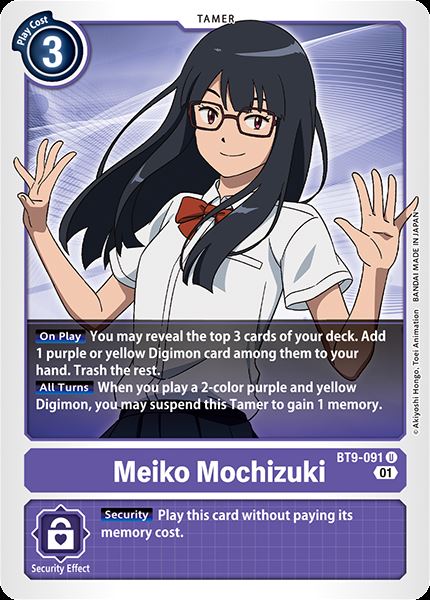 TAMER
Play Cost
3
On Play You may reveal the top 3 cards of your deck. Add
1 purple or yellow Digimon card among them to your
hand. Trash the rest.
All Turns When you play a 2-color purple and yellow
Digimon, you may suspend this Tamer to gain 1 memory.
©Akiyoshi Hongo, Toei Animation BANDAI MADE IN JAPAN
BT9-091 U
Meiko Mochizuki
01
Security Play this card without paying its
memory cost.
Security Effect